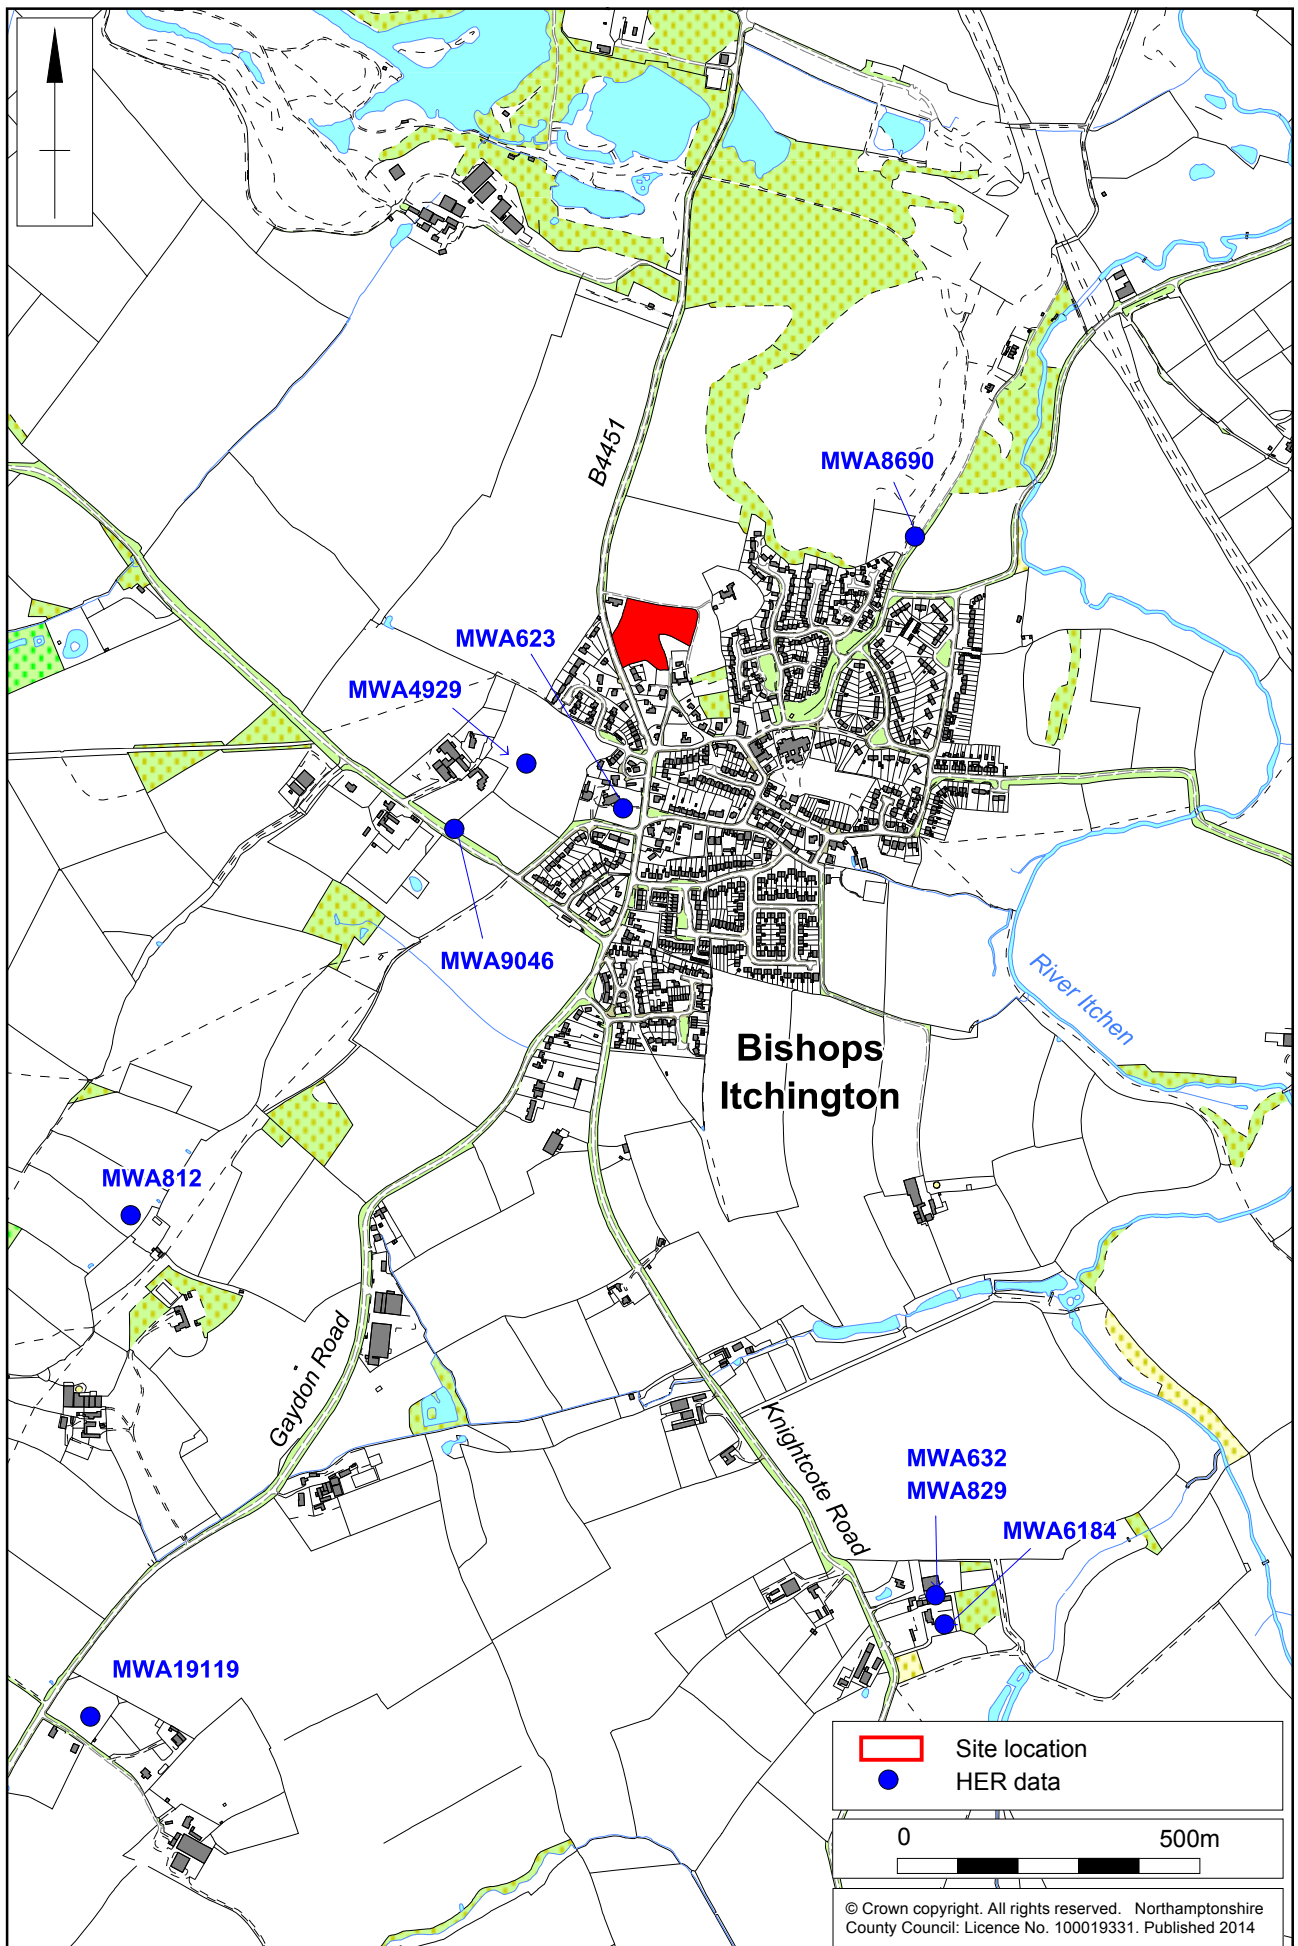 B4451
MWA8690
MWA623
MWA4929
MWA9046
River Itchen
Bishops
Itchington
MWA812
Gaydon Road
Knightcote Road
MWA632
MWA829
MWA6184
MWA19119
Site location
HER data
0 500m
© Crown copyright. All rights reserved. Northamptonshire
County Council: Licence No. 100019331. Published 2014